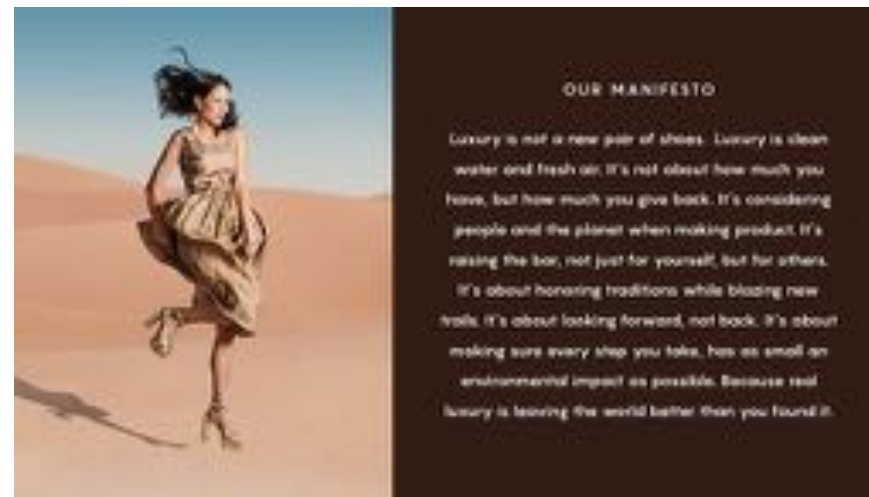 OUR MANIFESTO
Luxury is not a new pair of shoes. Luxury is clean
water and fresh air. It's not about how much you
have, but how much you give back. It's considering
people and the planet when making product. It's
raising the bar, not just for yourself, but for others.
It's about honoring traditions while blazing new
trails. It's about looking forward, not back. It's about
making sure every step you take, has as small an
environmental impact as possible. Because real
luxury is leaving the world better than you found it.